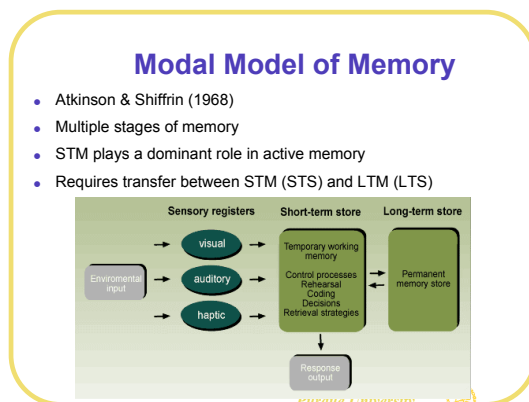 Modal Model of Memory
Atkinson & Shiffrin (1968)
Multiple stages of memory
STM plays a dominant role in active memory
Requires transfer between STM (STS) and LTM (LTS)
Sensory registers Short-term store Long-term store
visual
auditory
haptic
Enviromental
input
Temporary working
memory
Control processes
Rehearsal
Coding
Decisions
Retrieval strategies
Permanent
memory store
Response
output